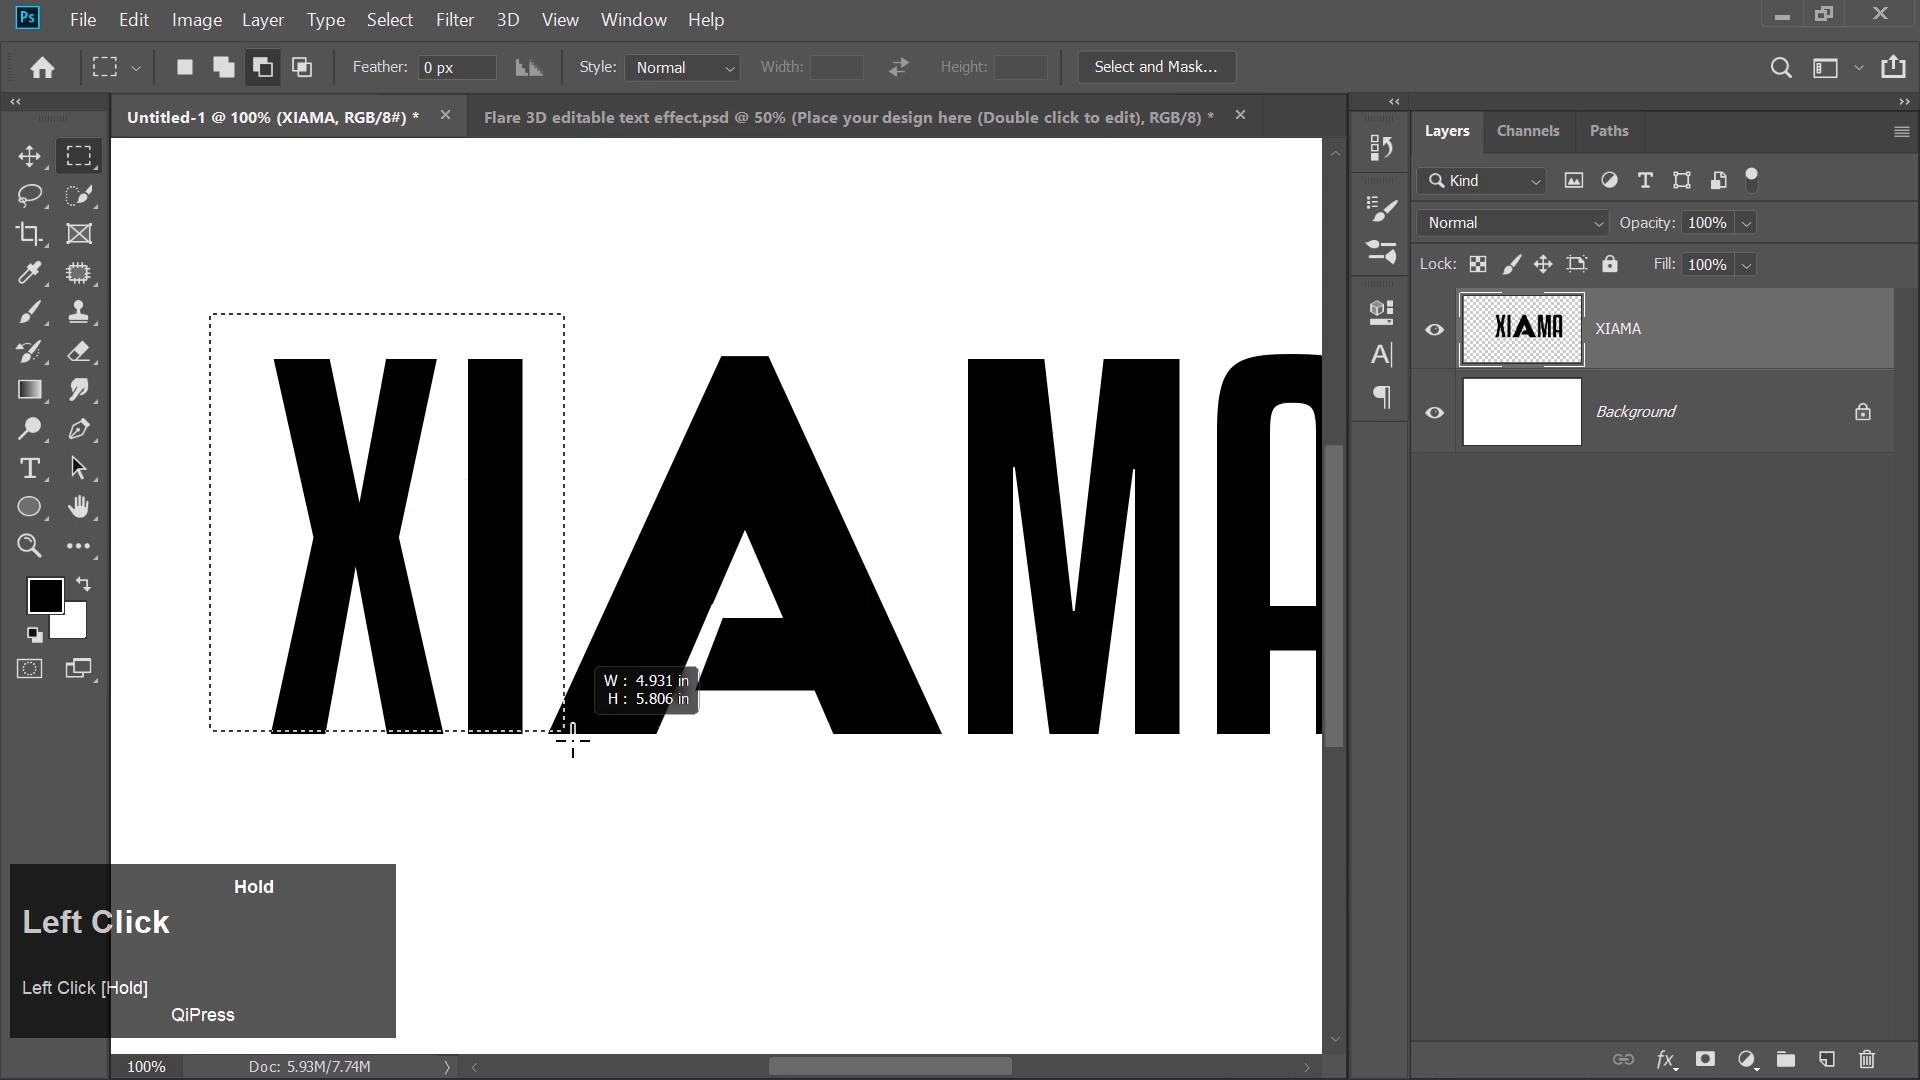 Ps File Edit Image Layer Type Select Filter 3D View Window Help
Feather: 0 px Style: Normal Width: Height: Select and Mask...
Untitled-1 @ 100% (XIAMA, RGB/8#) * Flare 3D editable text effect.psd @ 50% (Place your design here (Double click to edit), RGB/8) *
Layers Channels Paths
Kind
Normal Opacity: 100%
Lock: Fill: 100%
XIAMA
XIAMA
Background
XIAMA
W : 4.931 in
H : 5.806 in
Hold
Left Click
Left Click [Hold]
QiPress
100% Doc: 5.93M/7.74M